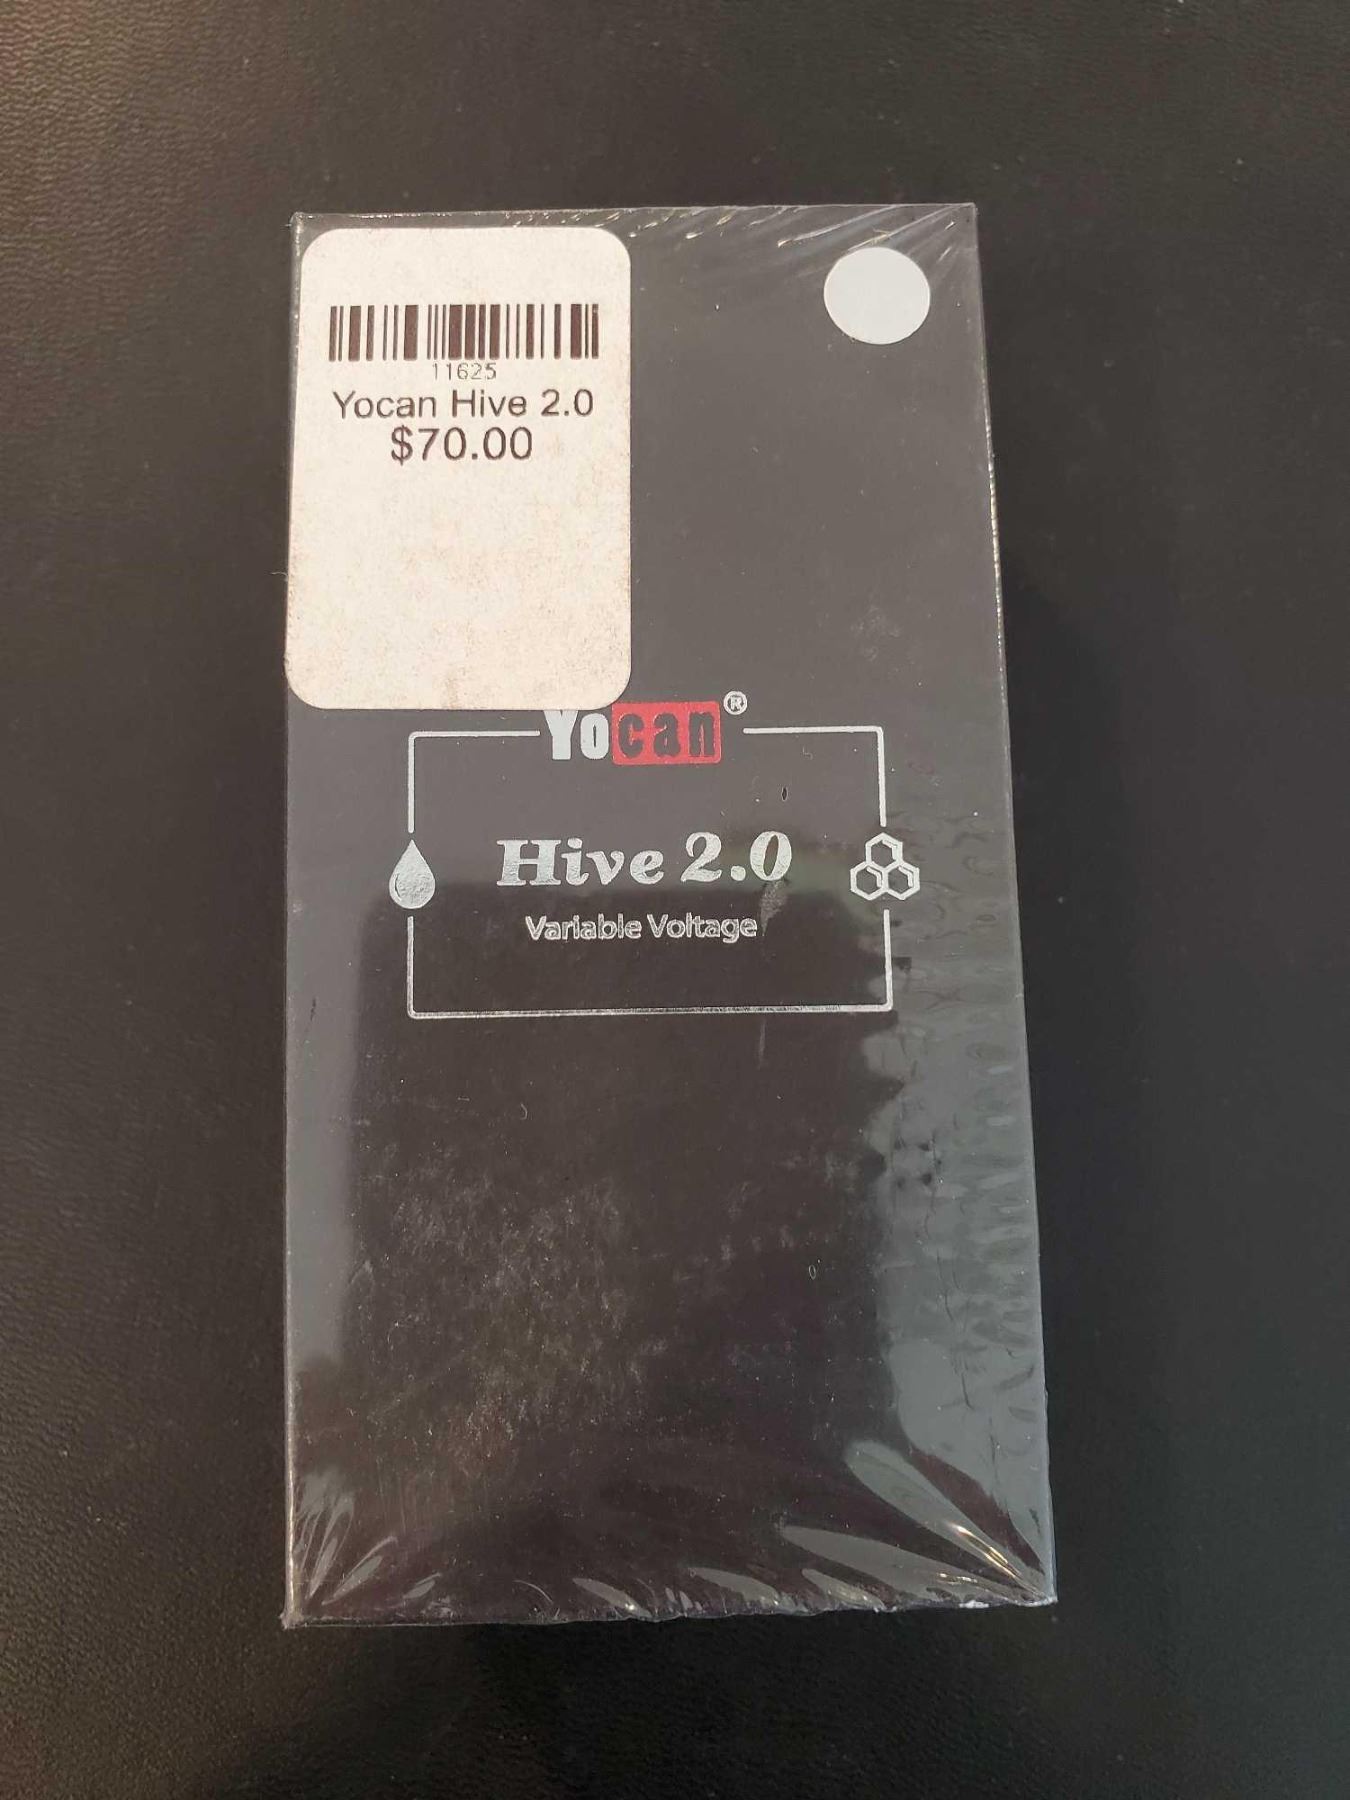 11625
Yocan Hive 2.0
$70.00
Yocan®
Hive 2.0
Variable Voltage